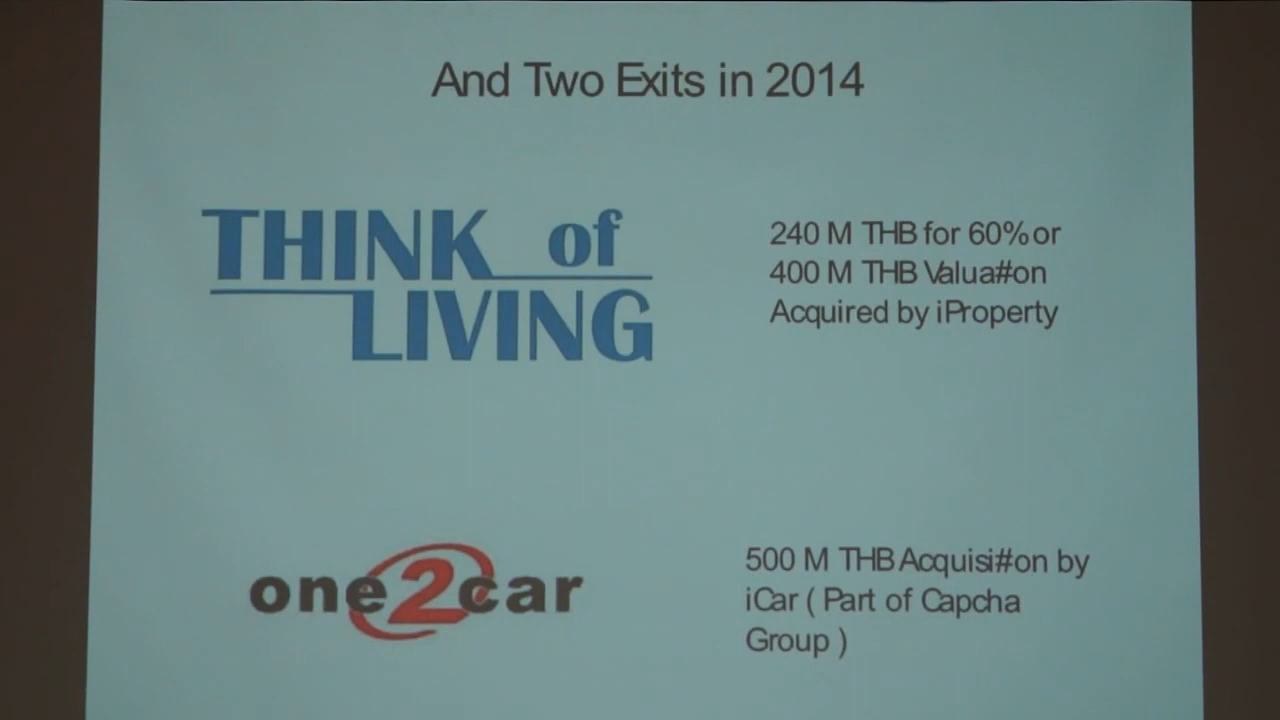 And Two Exits in 2014
THINK of
LIVING
240 M THB for 60% or
400 M THB Valua#on
Acquired by iProperty
one2car
500 M THB Acquisi#on by
iCar ( Part of Capcha
Group )